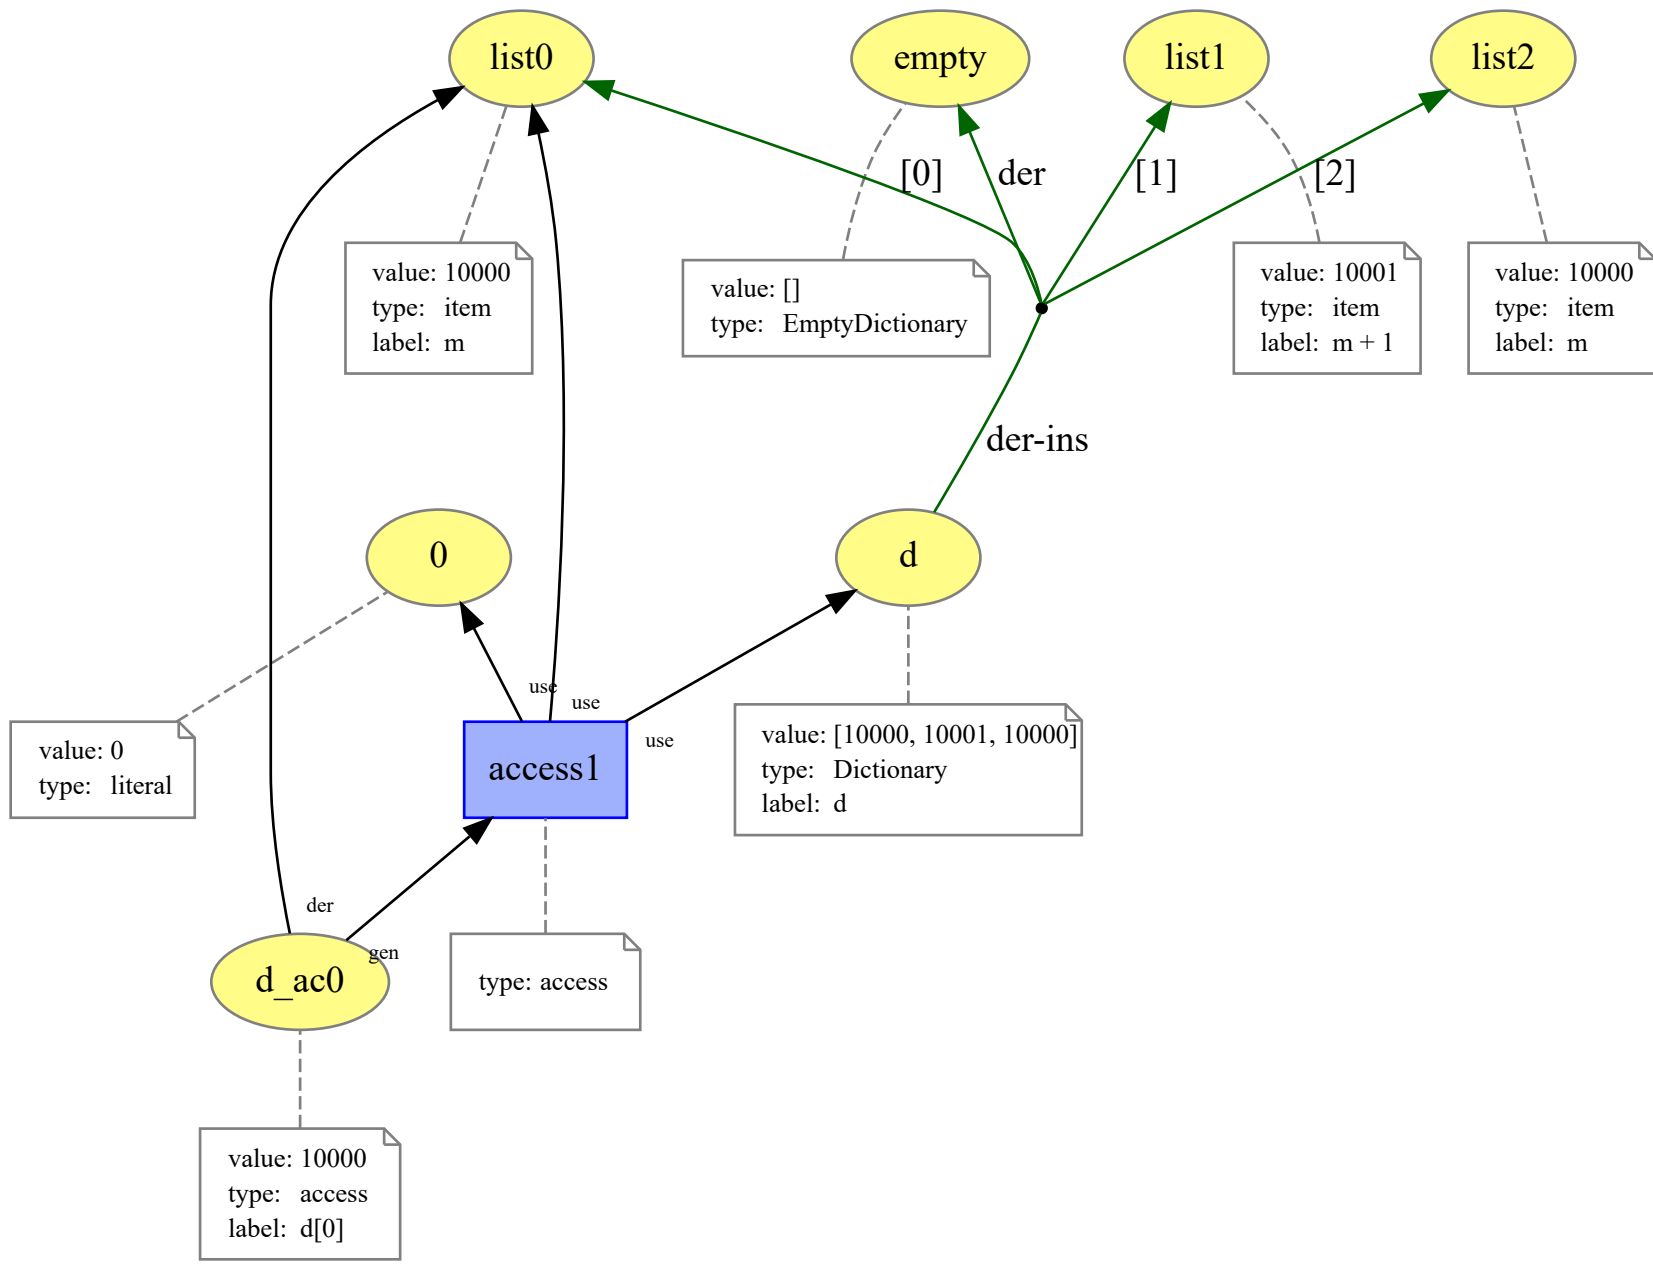 list0
empty
list1
list2
[0]
der
[1]
[2]
value: 10000
type: item
label: m
value: []
type: EmptyDictionary
value: 10001
type: item
label: m + 1
value: 10000
type: item
label: m
der-ins
0
d
use
use
use
value: 0
type: literal
access1
value: [10000, 10001, 10000]
type: Dictionary
label: d
der
gen
d_ac0
type: access
value: 10000
type: access
label: d[0]